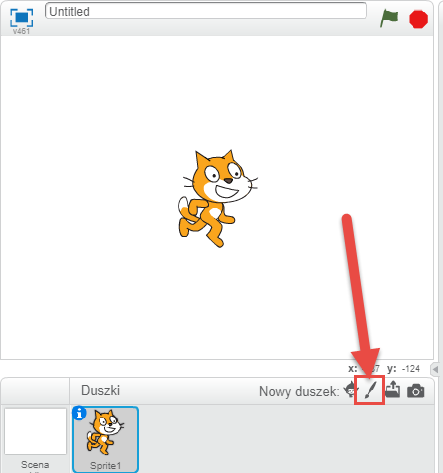 Untitled
v461
x: y: -124
Duszki
Nowy duszek:
Scena
Sprite1